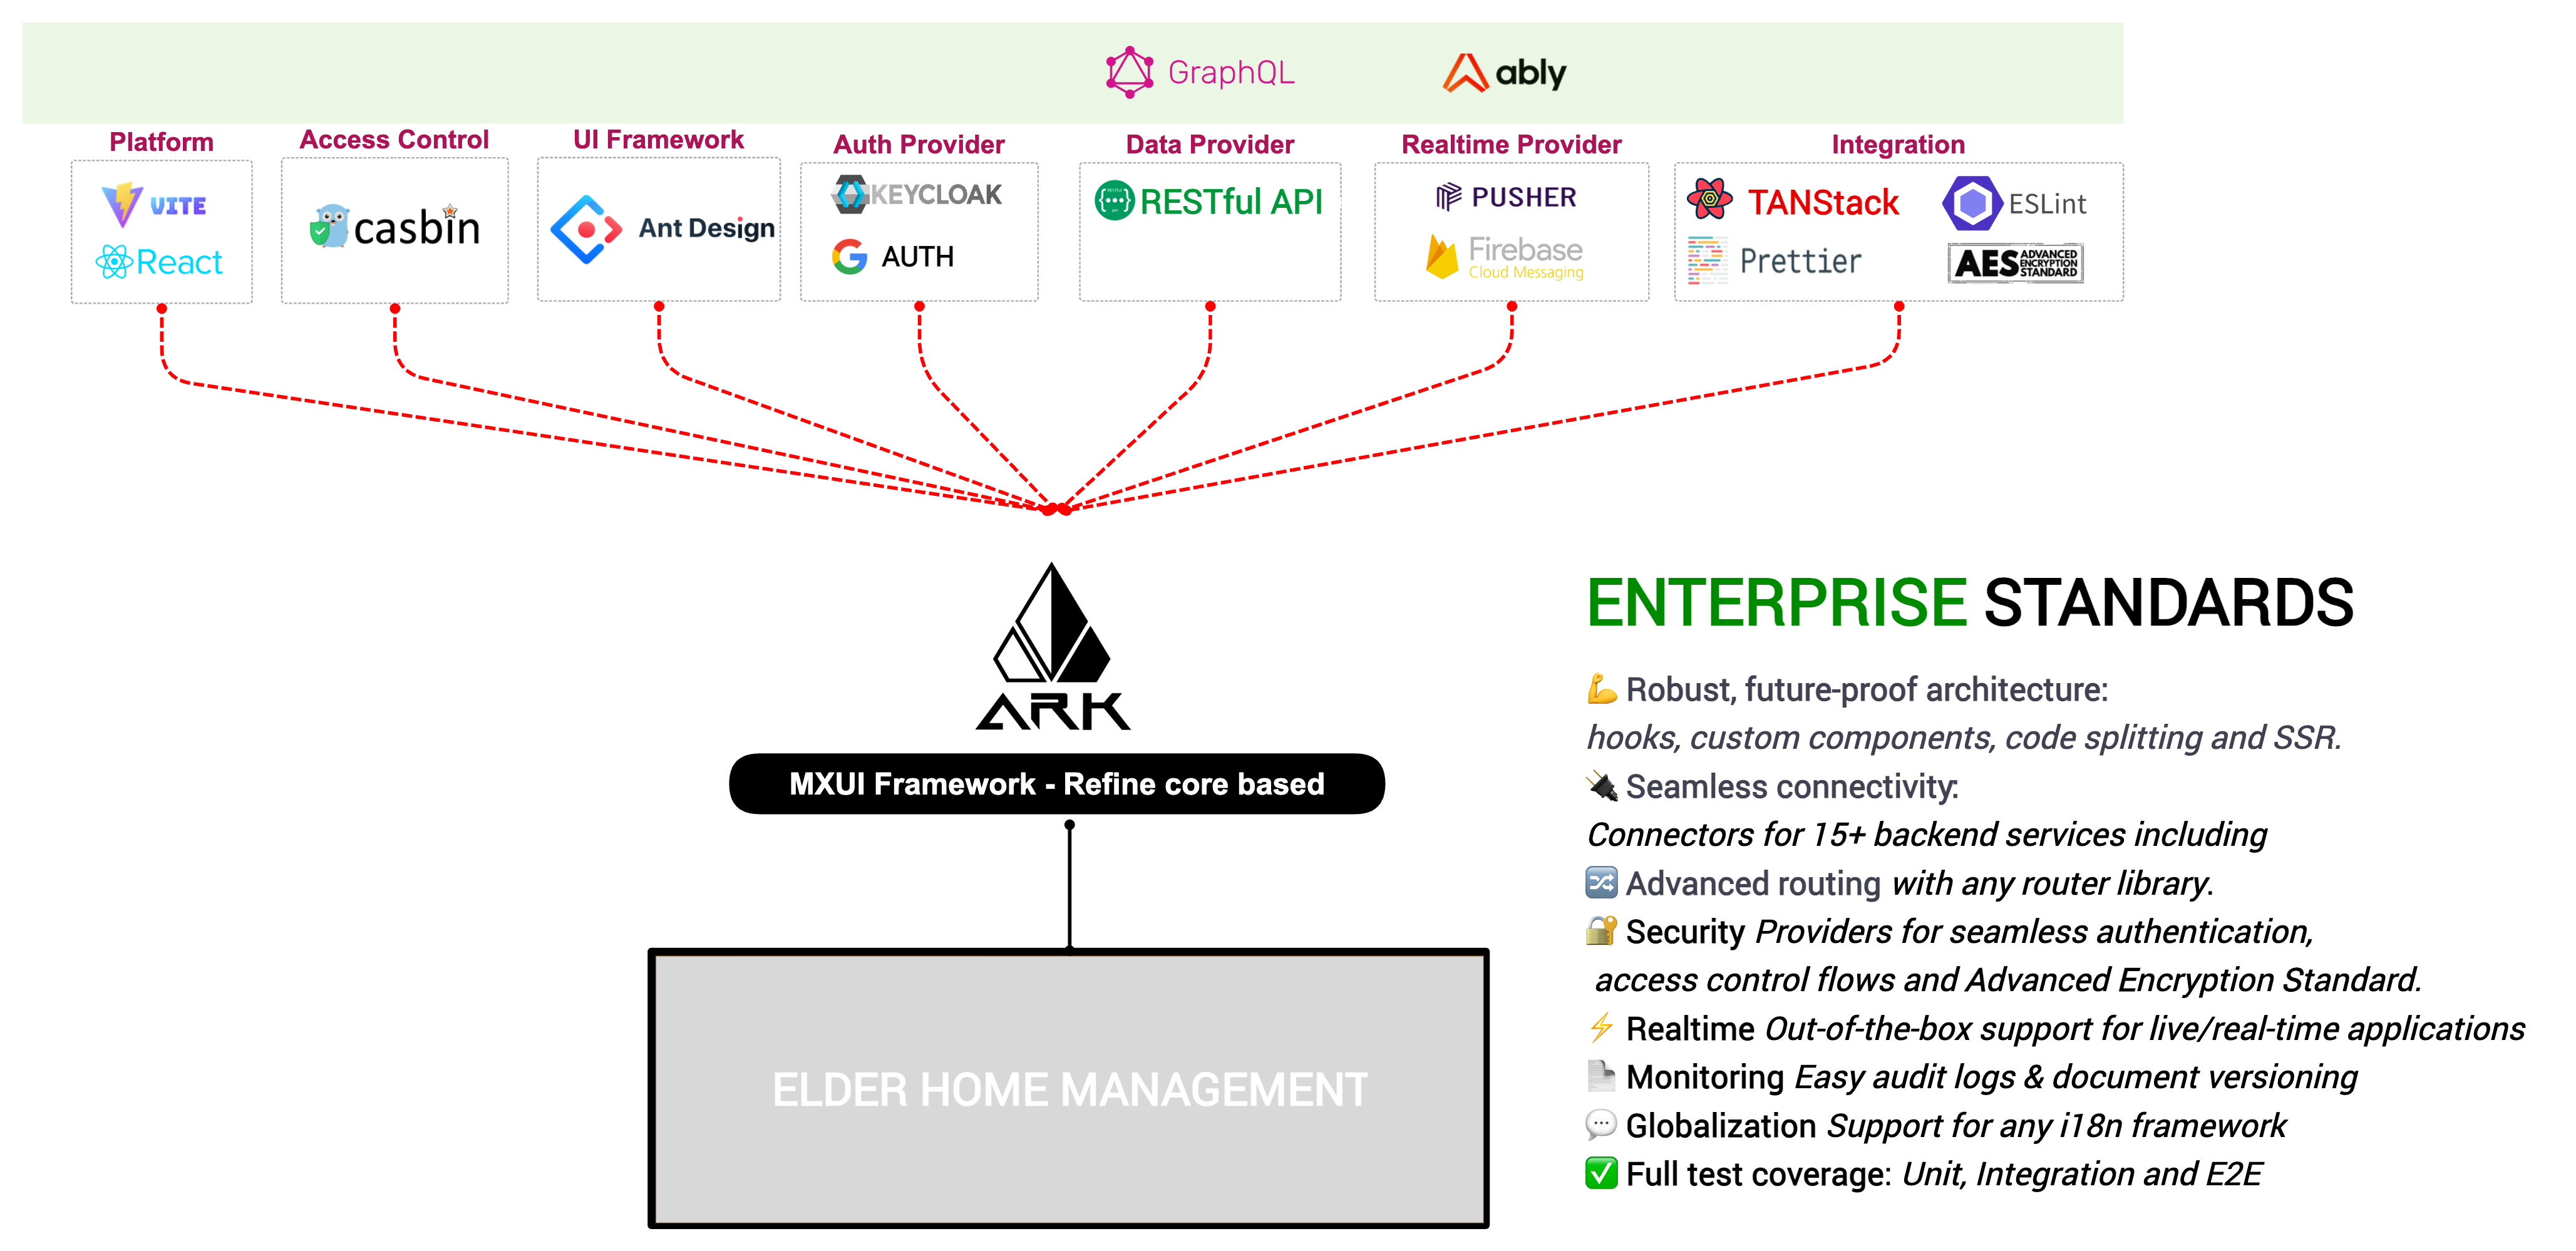 GraphQL
ably
Platform
Access Control
UI Framework
Auth Provider
Data Provider
Realtime Provider
Integration
VITE
React
casbin
Ant Design
KEYCLOAK
AUTH
RESTful API
PUSHER
Firebase
Cloud Messaging
TANStack
ESLint
Prettier
AES ADVANCED
ENCRYPTION
STANDARD
ARK
MXUI Framework - Refine core based
ELDER HOME MANAGEMENT
ENTERPRISE STANDARDS
💪 Robust, future-proof architecture:
hooks, custom components, code splitting and SSR.
🔌 Seamless connectivity:
Connectors for 15+ backend services including
🔀 Advanced routing with any router library.
🔐 Security Providers for seamless authentication,
access control flows and Advanced Encryption Standard.
⚡ Realtime Out-of-the-box support for live/real-time applications
📄 Monitoring Easy audit logs & document versioning
💬 Globalization Support for any i18n framework
✅ Full test coverage: Unit, Integration and E2E